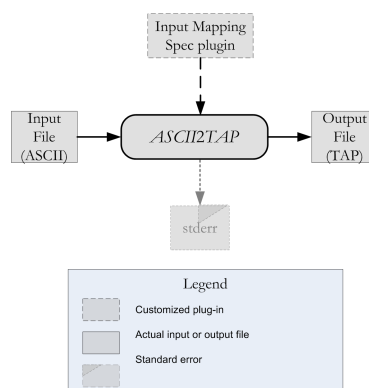 Input Mapping
Spec plugin
Input
File
(ASCII)
ASCII2TAP
Output
File
(TAP)
stderr
Legend
Customized plug-in
Actual input or output file
Standard error